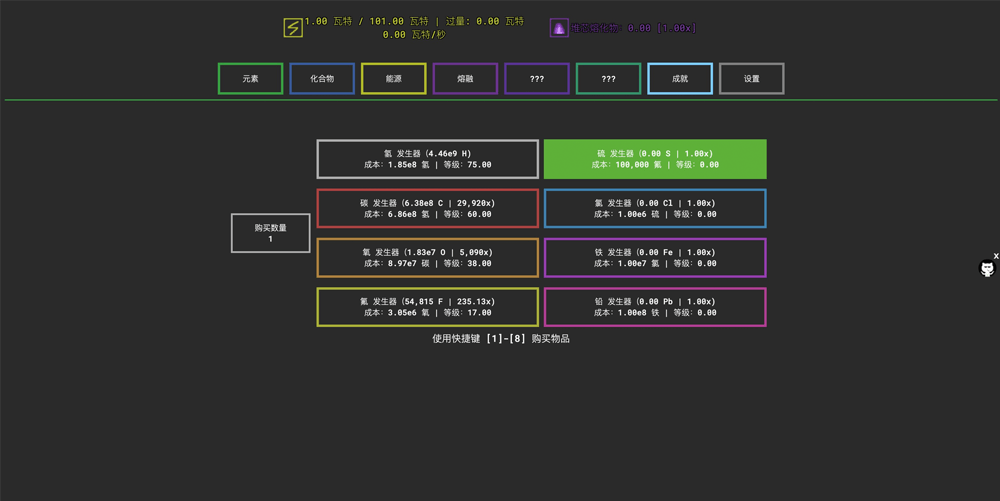 1.00 瓦特 / 101.00 瓦特 | 过量: 0.00 瓦特
0.00 瓦特/秒
堆芯熔化物: 0.00 [1.00x]
元素
化合物
能源
熔融
???
???
成就
设置
氢 发生器 (4.46e9 H)
成本: 1.85e8 氢 | 等级: 75.00
硫 发生器 (0.00 S | 1.00x)
成本: 100,000 氟 | 等级: 0.00
碳 发生器 (6.38e8 C | 29,920x)
成本: 6.86e8 氢 | 等级: 60.00
氯 发生器 (0.00 Cl | 1.00x)
成本: 1.00e6 硫 | 等级: 0.00
购买数量
1
氧 发生器 (1.83e7 O | 5,090x)
成本: 8.97e7 碳 | 等级: 38.00
铁 发生器 (0.00 Fe | 1.00x)
成本: 1.00e7 氯 | 等级: 0.00
氟 发生器 (54,815 F | 235.13x)
成本: 3.05e6 氧 | 等级: 17.00
铅 发生器 (0.00 Pb | 1.00x)
成本: 1.00e8 铁 | 等级: 0.00
使用快捷键 [1]-[8] 购买物品
x